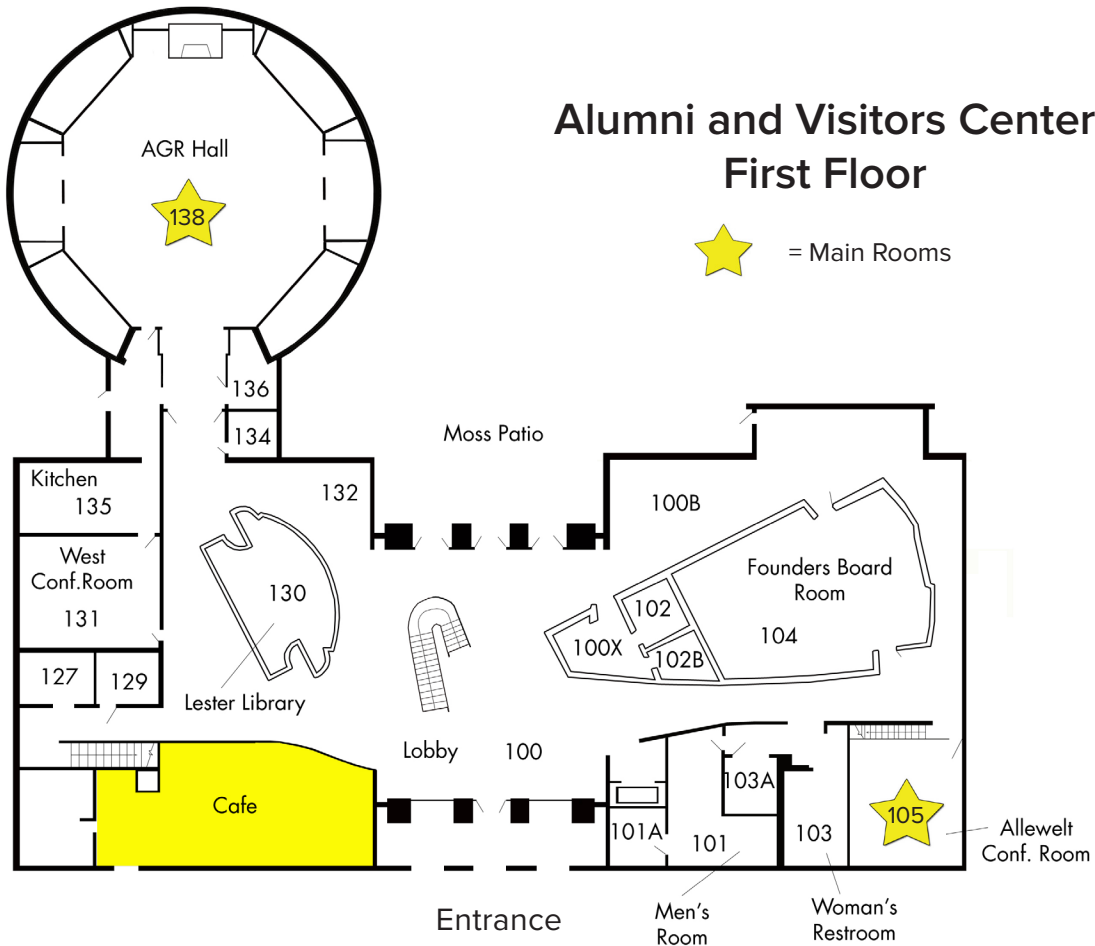 Alumni and Visitors Center
First Floor
= Main Rooms
AGR Hall
138
136
134
Moss Patio
Kitchen
135
132
100B
West
Conf.Room
131
130
Founders Board
Room
104
102
100X
102B
127
129
Lester Library
Lobby
100
Cafe
103A
101A
101
103
105
Allewelt
Conf. Room
Entrance
Men's
Room
Woman's
Restroom